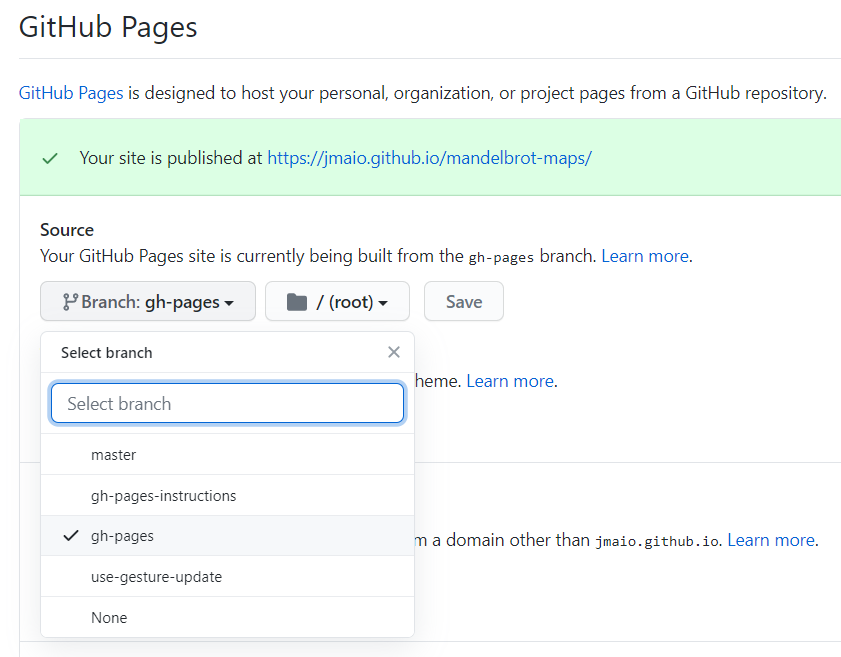 GitHub Pages
GitHub Pages is designed to host your personal, organization, or project pages from a GitHub repository.
Your site is published at https://jmaio.github.io/mandelbrot-maps/
Source
Your GitHub Pages site is currently being built from the gh-pages branch. Learn more.
Branch: gh-pages / (root) Save
Select branch
heme. Learn more.
Select branch
master
gh-pages-instructions
gh-pages
m a domain other than jmaio.github.io. Learn more.
use-gesture-update
None